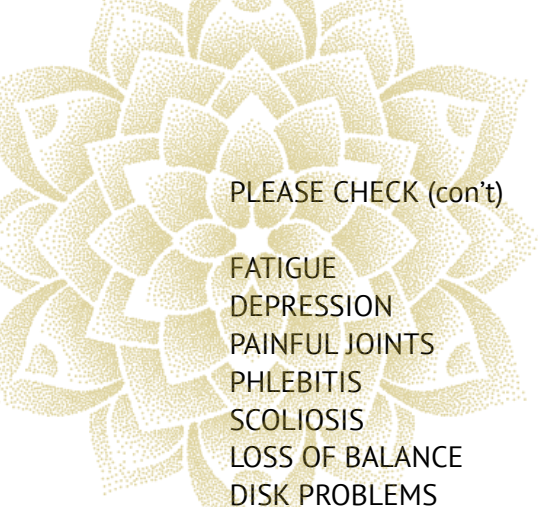 PLEASE CHECK (con't)
FATIGUE
DEPRESSION
PAINFUL JOINTS
PHLEBITIS
SCOLIOSIS
LOSS OF BALANCE
DISK PROBLEMS